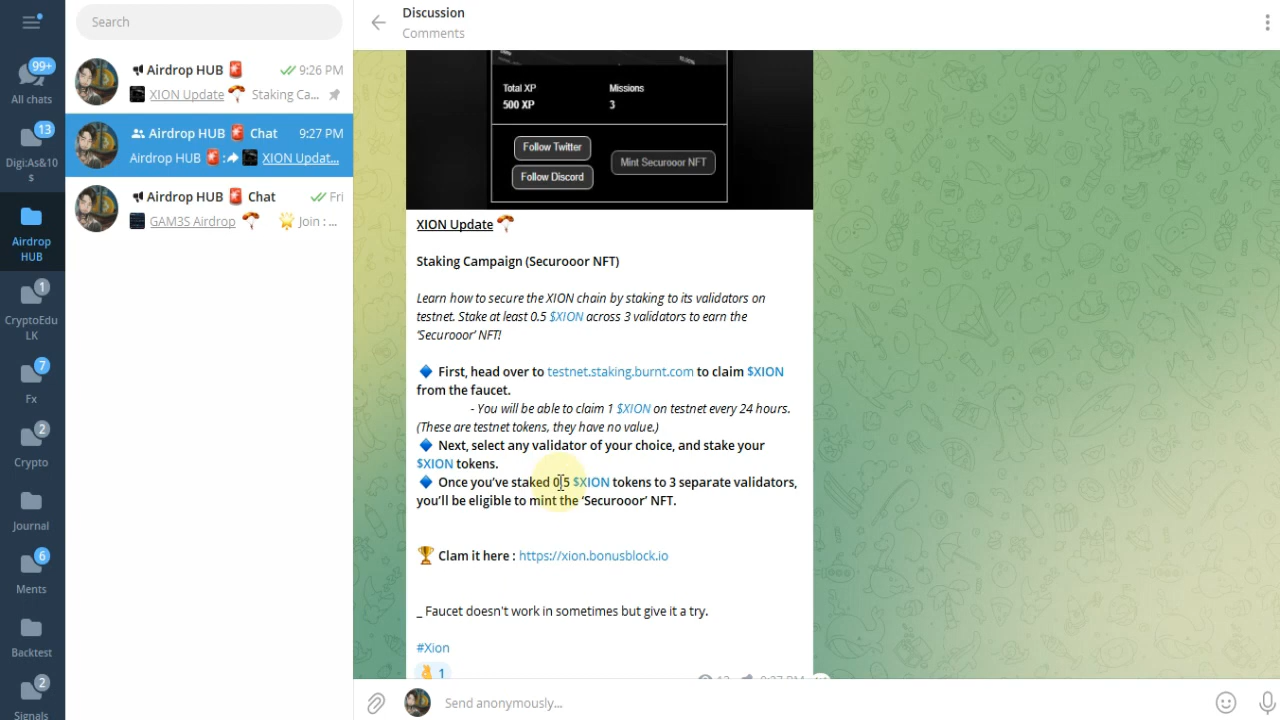 Search
Discussion
Comments
99+
All chats
13
Digi:As&10
s
Airdrop
HUB
1
CryptoEdu
LK
7
Fx
2
Crypto
Journal
6
Ments
Backtest
2
Signals
Airdrop HUB 🚨 9:26 PM
XION Update 🪂 Staking Ca...
Airdrop HUB 🚨 Chat 9:27 PM
Airdrop HUB 🚨: XION Updat...
Airdrop HUB 🚨 Chat Fri
GAM3S Airdrop 🪂 🌟 Join : ...
Total XP Missions
500 XP 3
Follow Twitter
Mint Securooor NFT
Follow Discord
XION Update 🪂
Staking Campaign (Securooor NFT)
Learn how to secure the XION chain by staking to its validators on
testnet. Stake at least 0.5 $XION across 3 validators to earn the
‘Securooor’ NFT!
🔹 First, head over to testnet.staking.burnt.com to claim $XION
from the faucet.
- You will be able to claim 1 $XION on testnet every 24 hours.
(These are testnet tokens, they have no value.)
🔹 Next, select any validator of your choice, and stake your
$XION tokens.
🔹 Once you’ve staked 0.5 $XION tokens to 3 separate validators,
you’ll be eligible to mint the ‘Securooor’ NFT.
🏆 Clam it here : https://xion.bonusblock.io
_ Faucet doesn't work in sometimes but give it a try.
#Xion
1
Send anonymously...